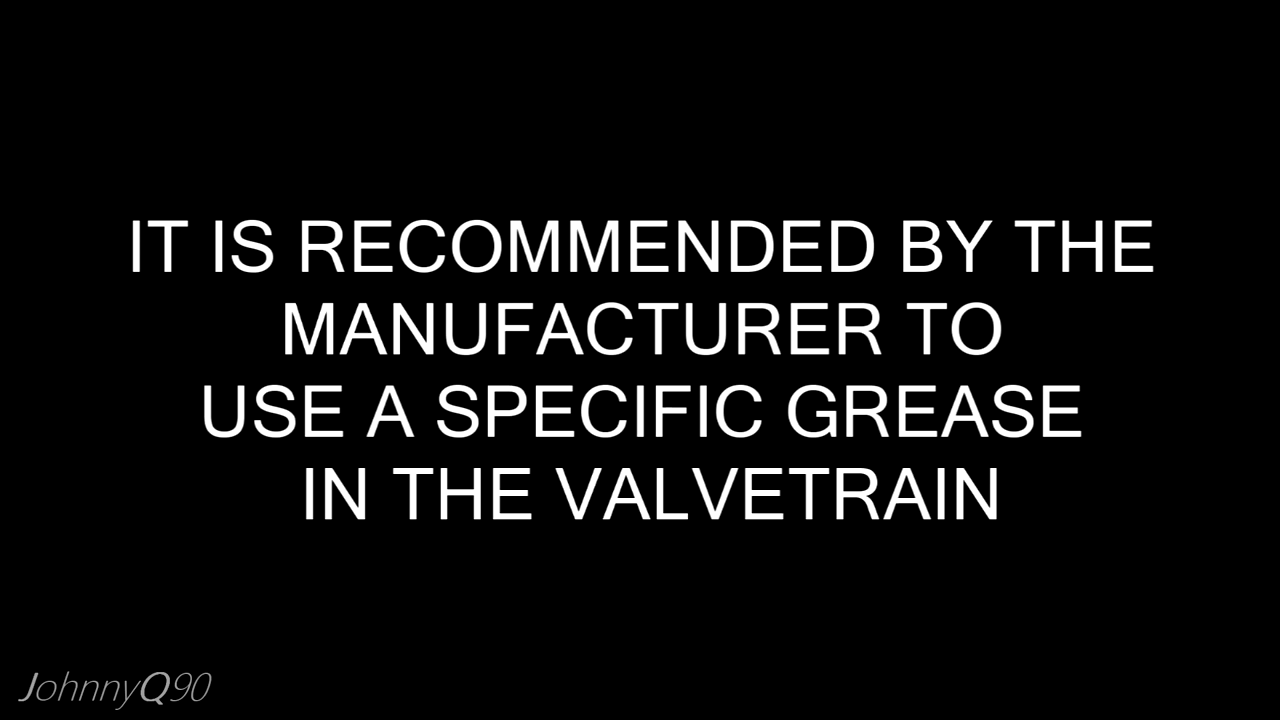 IT IS RECOMMENDED BY THE
MANUFACTURER TO
USE A SPECIFIC GREASE
IN THE VALVETRAIN
JohnnyQ90